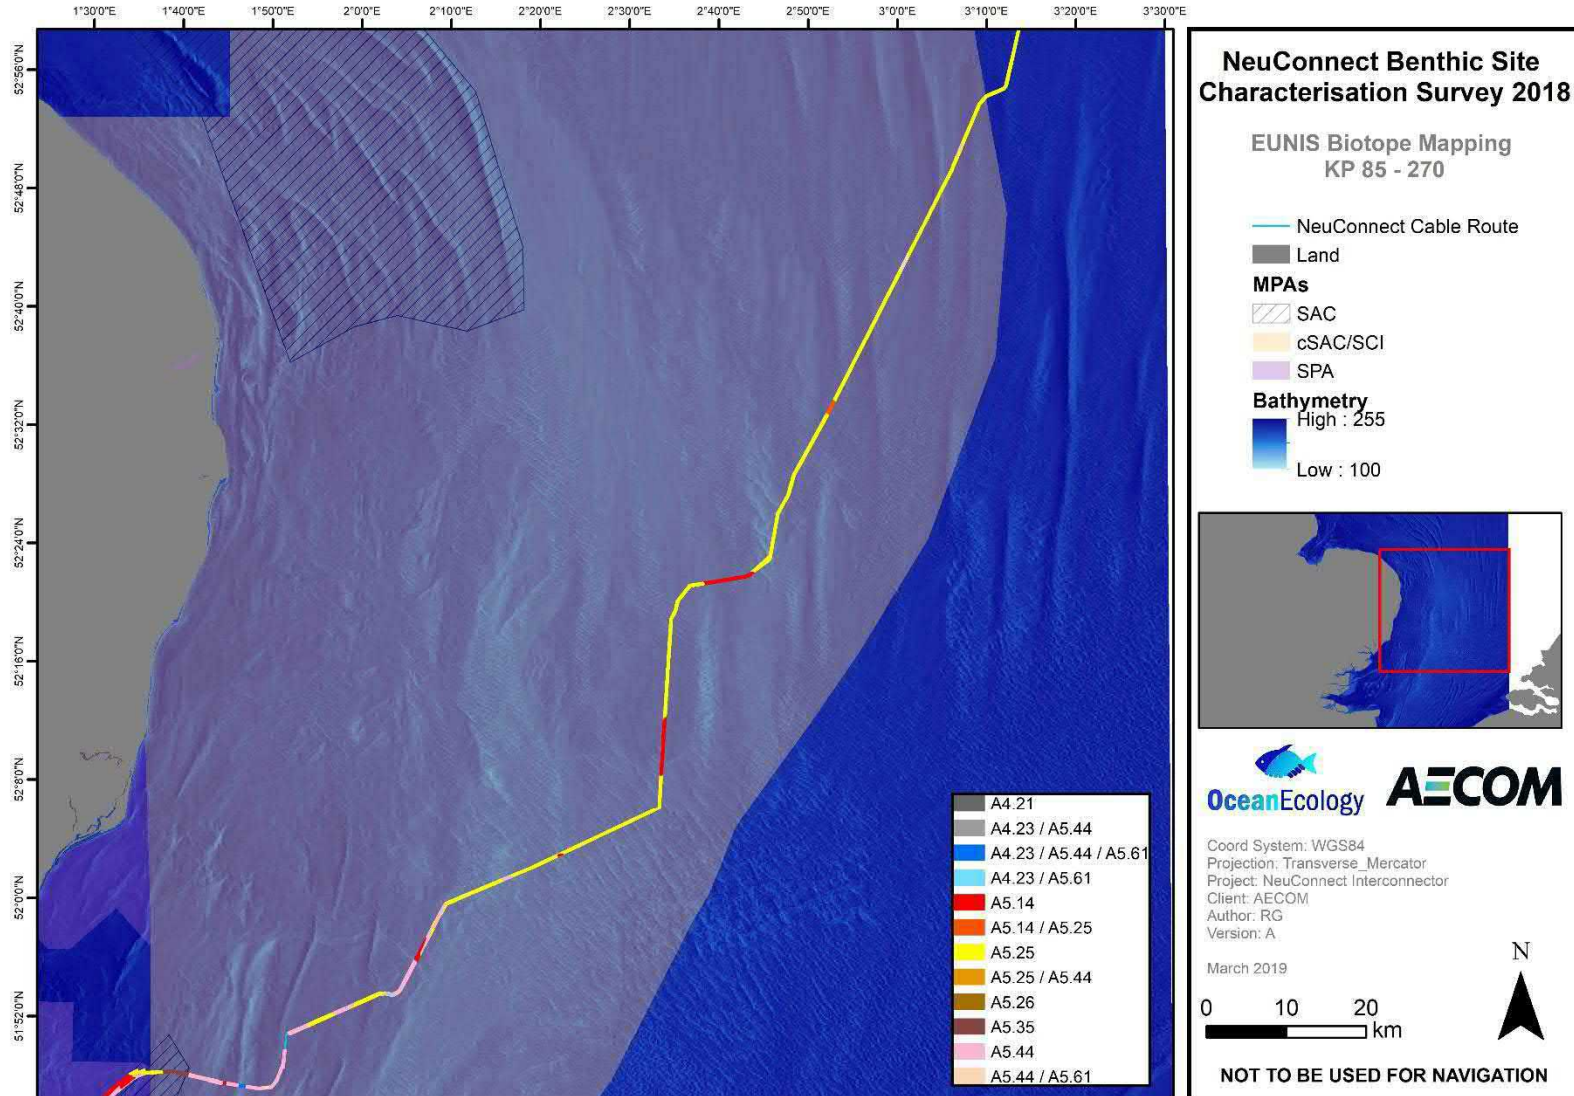 1°30'0"E 1°40'0"E 1°50'0"E 2°0'0"E 2°10'0"E 2°20'0"E 2°30'0"E 2°40'0"E 2°50'0"E 3°0'0"E 3°10'0"E 3°20'0"E 3°30'0"E
52°56'0"N
52°48'0"N
52°40'0"N
52°32'0"N
52°24'0"N
52°16'0"N
52°8'0"N
52°0'0"N
51°52'0"N
A4.21
A4.23 / A5.44
A4.23 / A5.44 / A5.61
A4.23 / A5.61
A5.14
A5.14 / A5.25
A5.25
A5.25 / A5.44
A5.26
A5.35
A5.44
A5.44 / A5.61
NeuConnect Benthic Site
Characterisation Survey 2018
EUNIS Biotope Mapping
KP 85 - 270
NeuConnect Cable Route
Land
MPAs
SAC
cSAC/SCI
SPA
Bathymetry
High : 255
Low : 100
OceanEcology
AECOM
Coord System: WGS84
Projection: Transverse_Mercator
Project: NeuConnect Interconnector
Client: AECOM
Author: RG
Version: A
March 2019
N
0 10 20
km
NOT TO BE USED FOR NAVIGATION